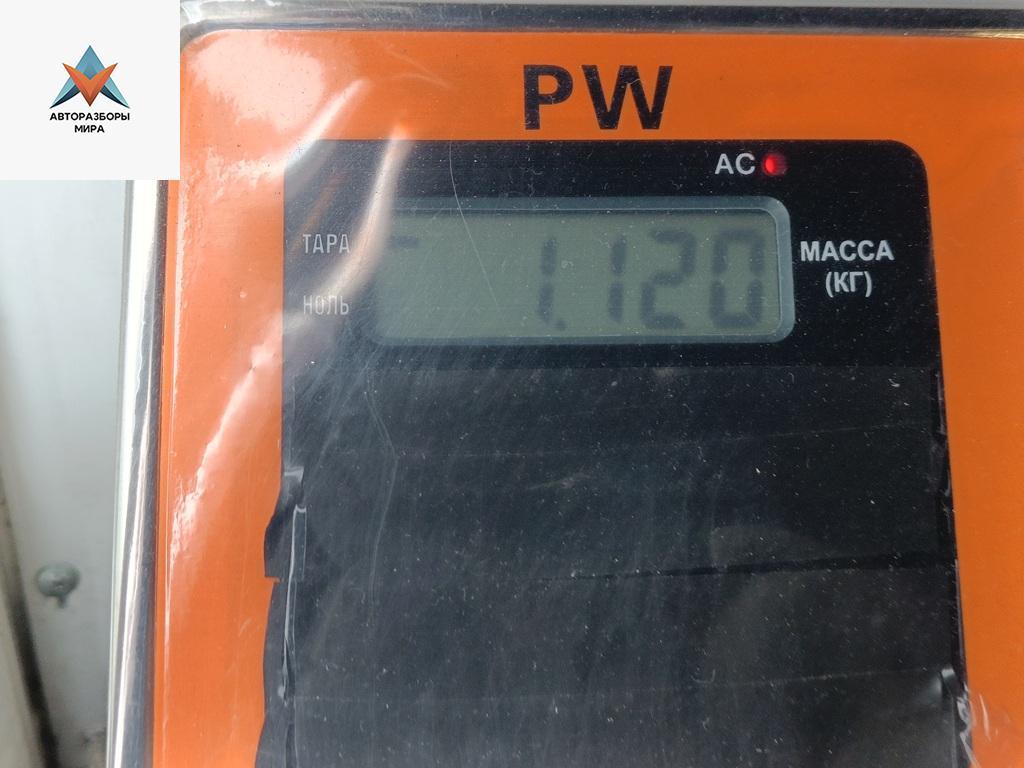 АВТОРАЗБОРЫ
МИРА
PW
AC
ТАРА
1.120
МАССА
(КГ)
НОЛЬ